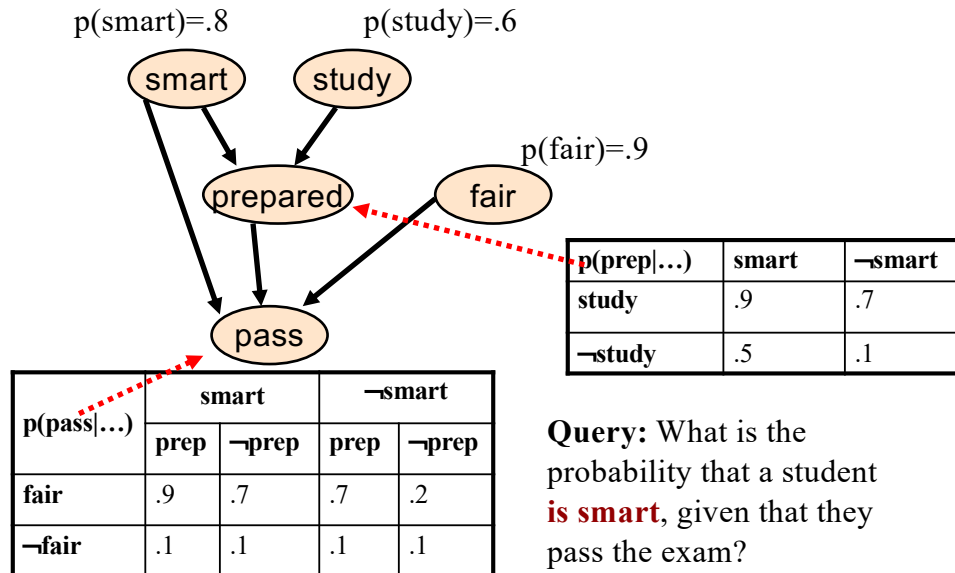 p(smart)=.8
p(study)=.6
smart
study
p(fair)=.9
prepared
fair
p(prep|…) smart ¬smart
study .9 .7
¬study .5 .1
pass
p(pass|…) smart ¬smart
prep ¬prep prep ¬prep
fair .9 .7 .7 .2
¬fair .1 .1 .1 .1
Query: What is the
probability that a student
is smart, given that they
pass the exam?